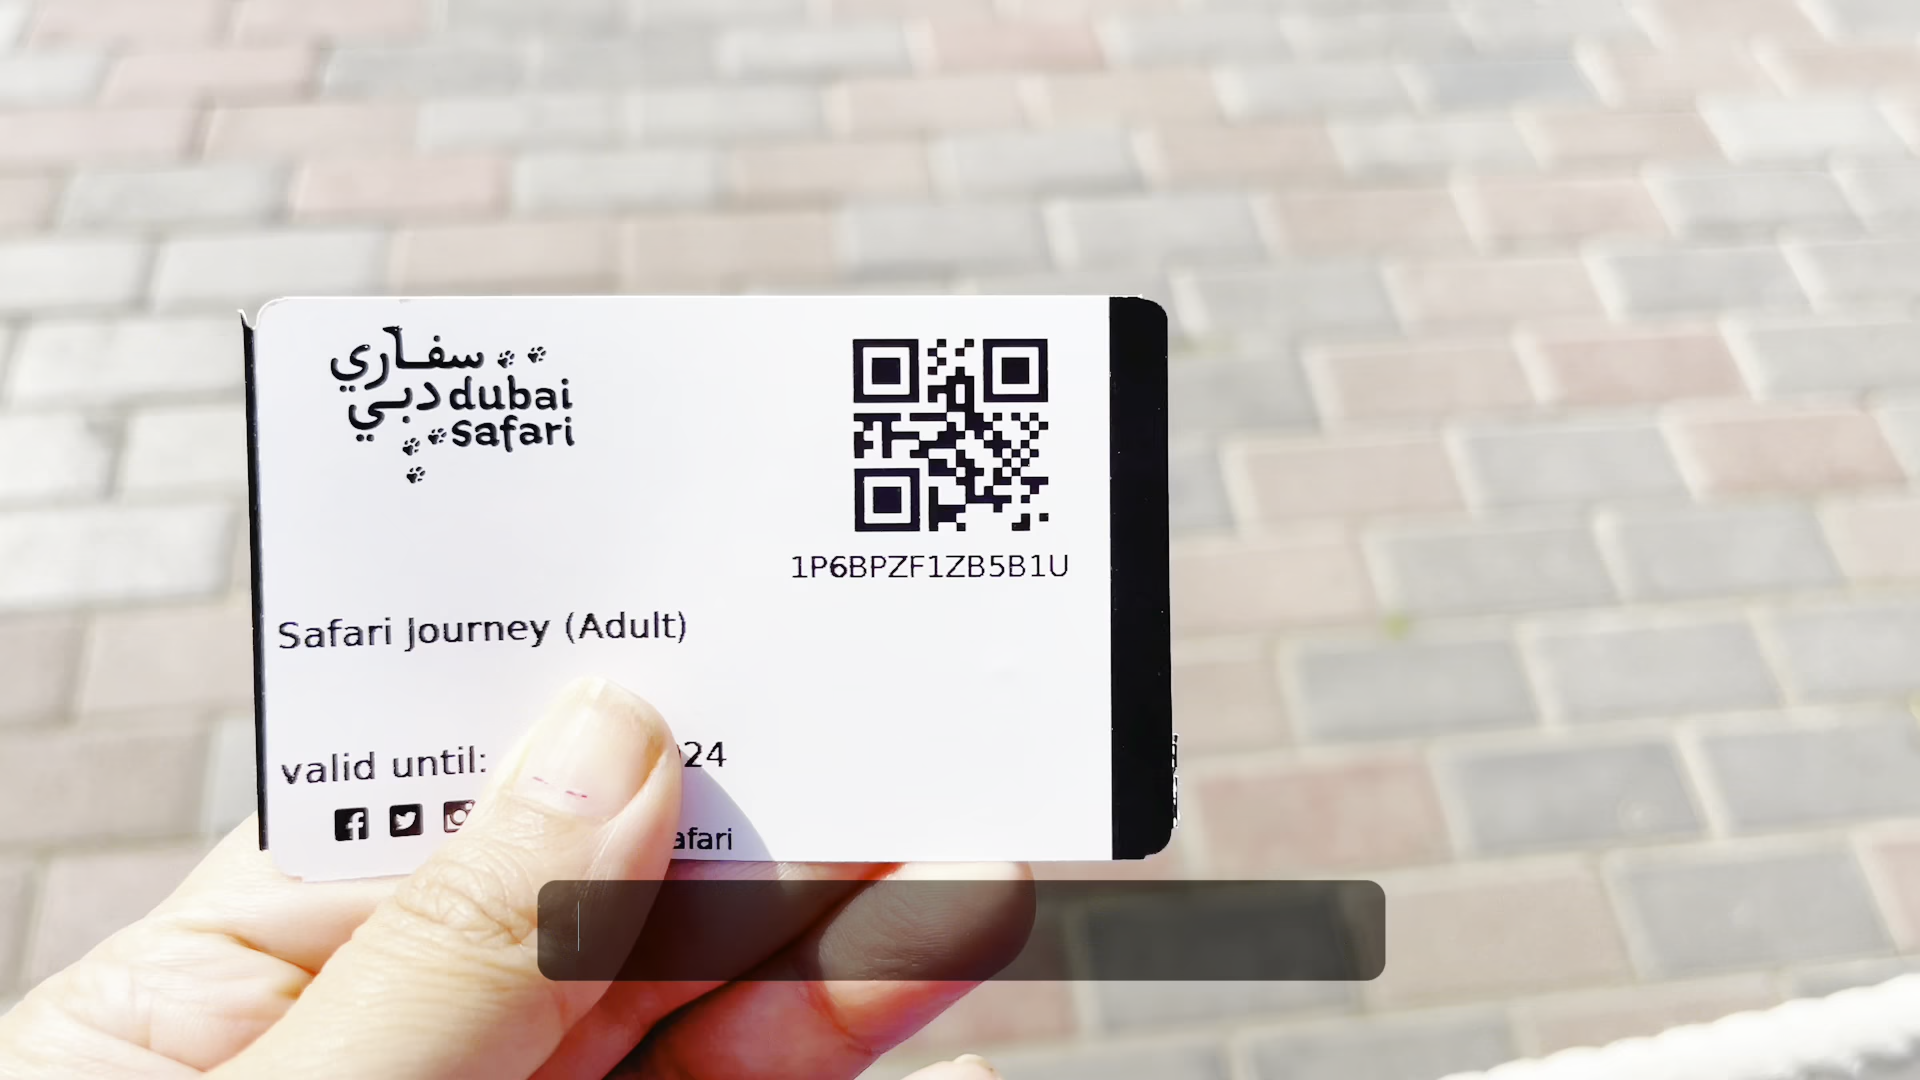 سفاري
دبي dubai
safari
1P6BPZF1ZB5B1U
Safari Journey (Adult)
valid until: 24
afari